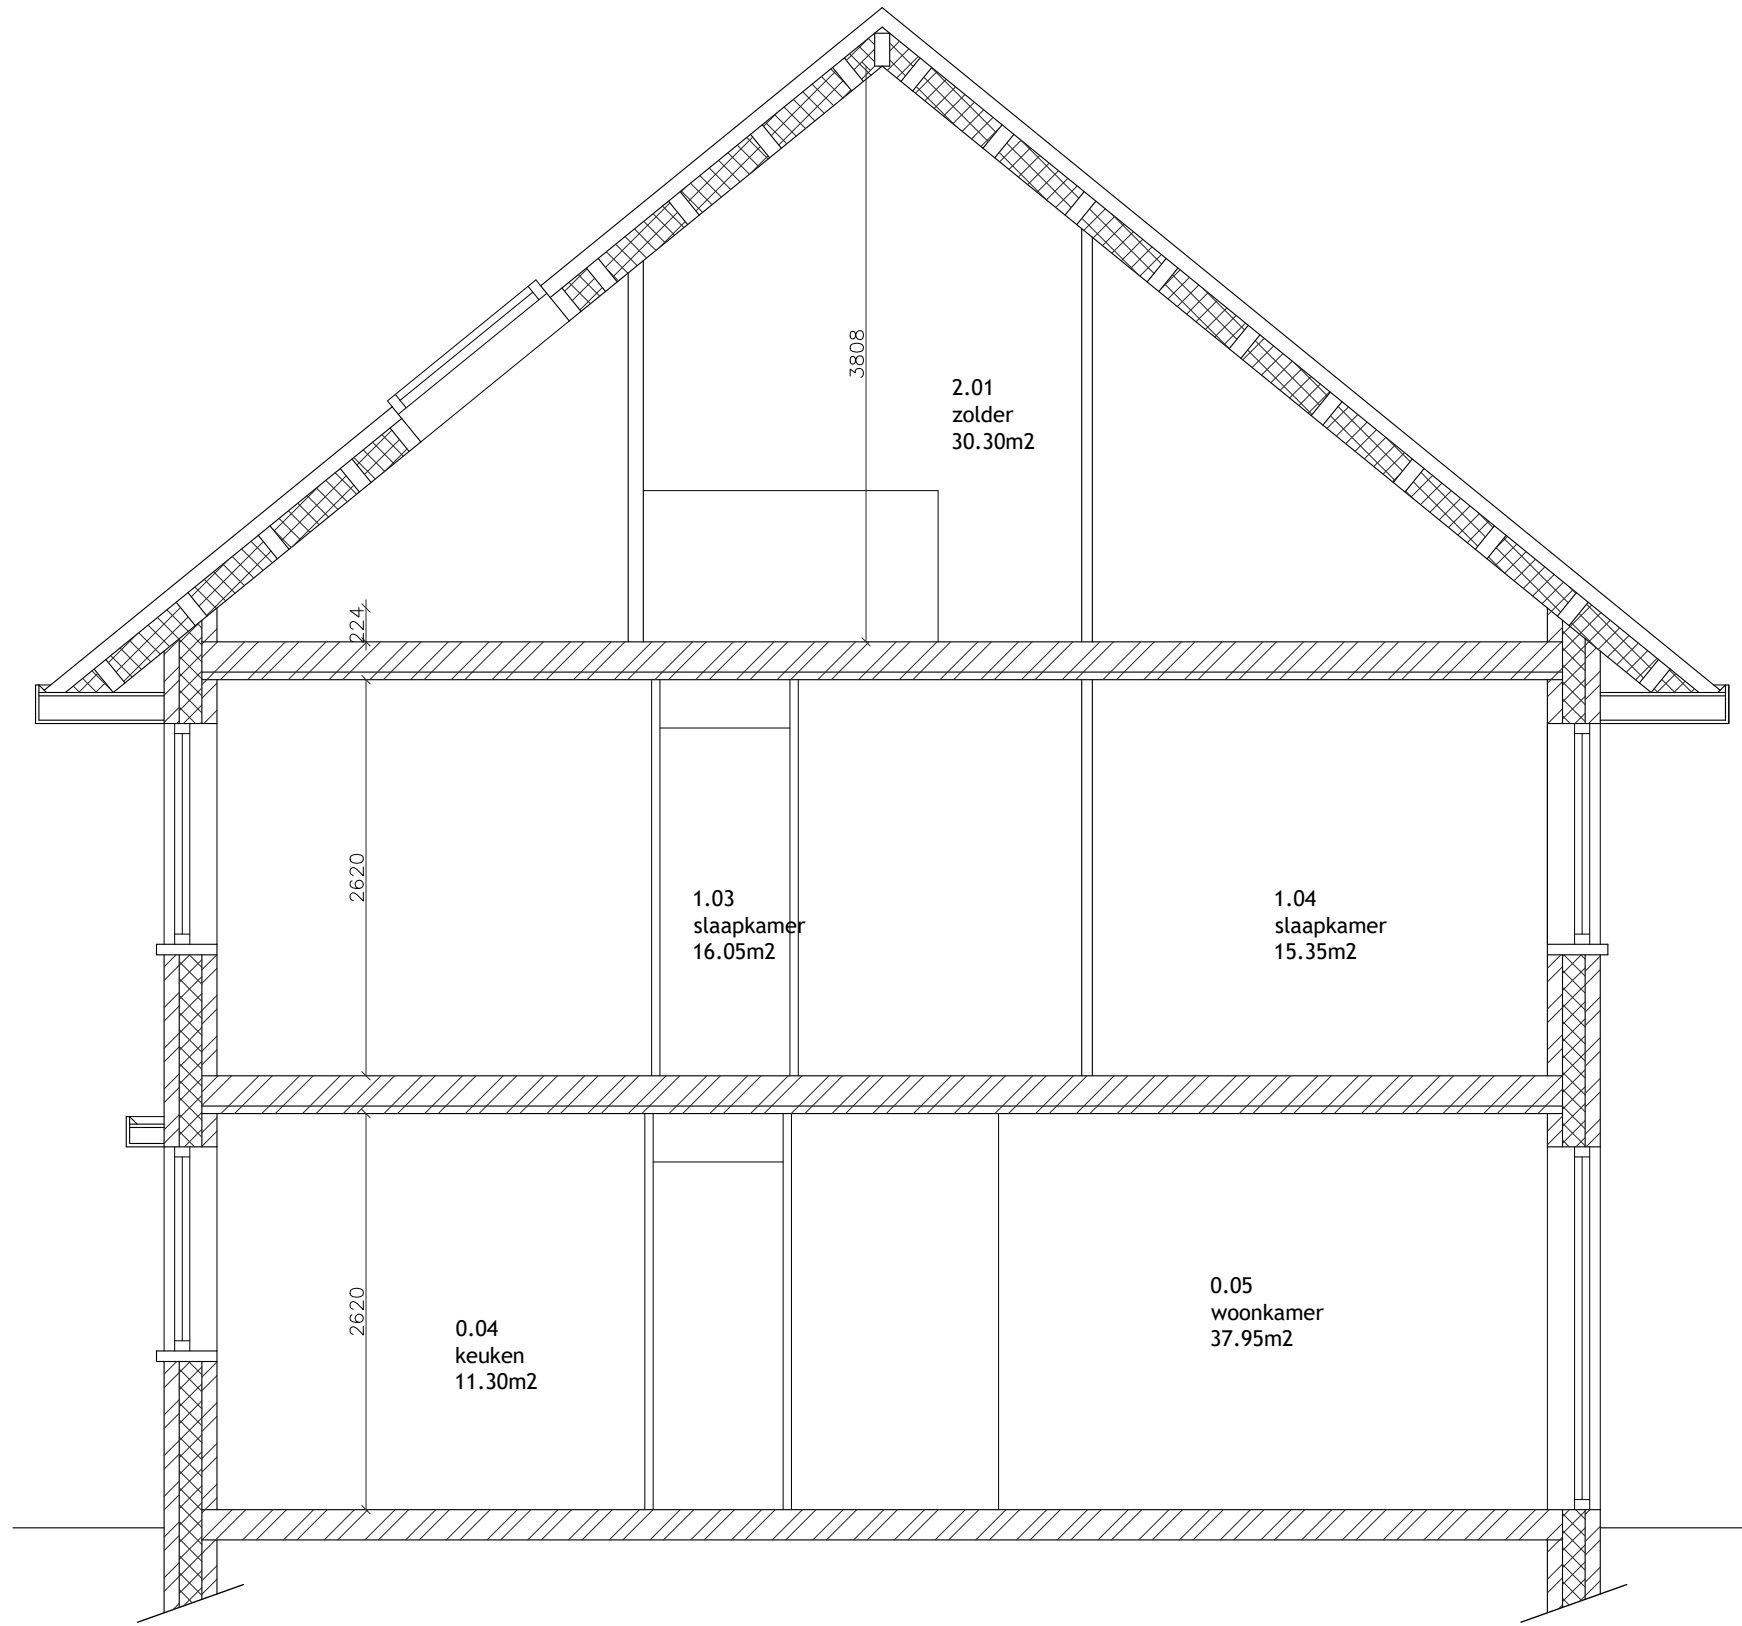 3808
2.01
zolder
30.30m2
224
2620
1.03
slaapkamer
16.05m2
1.04
slaapkamer
15.35m2
2620
0.04
keuken
11.30m2
0.05
woonkamer
37.95m2